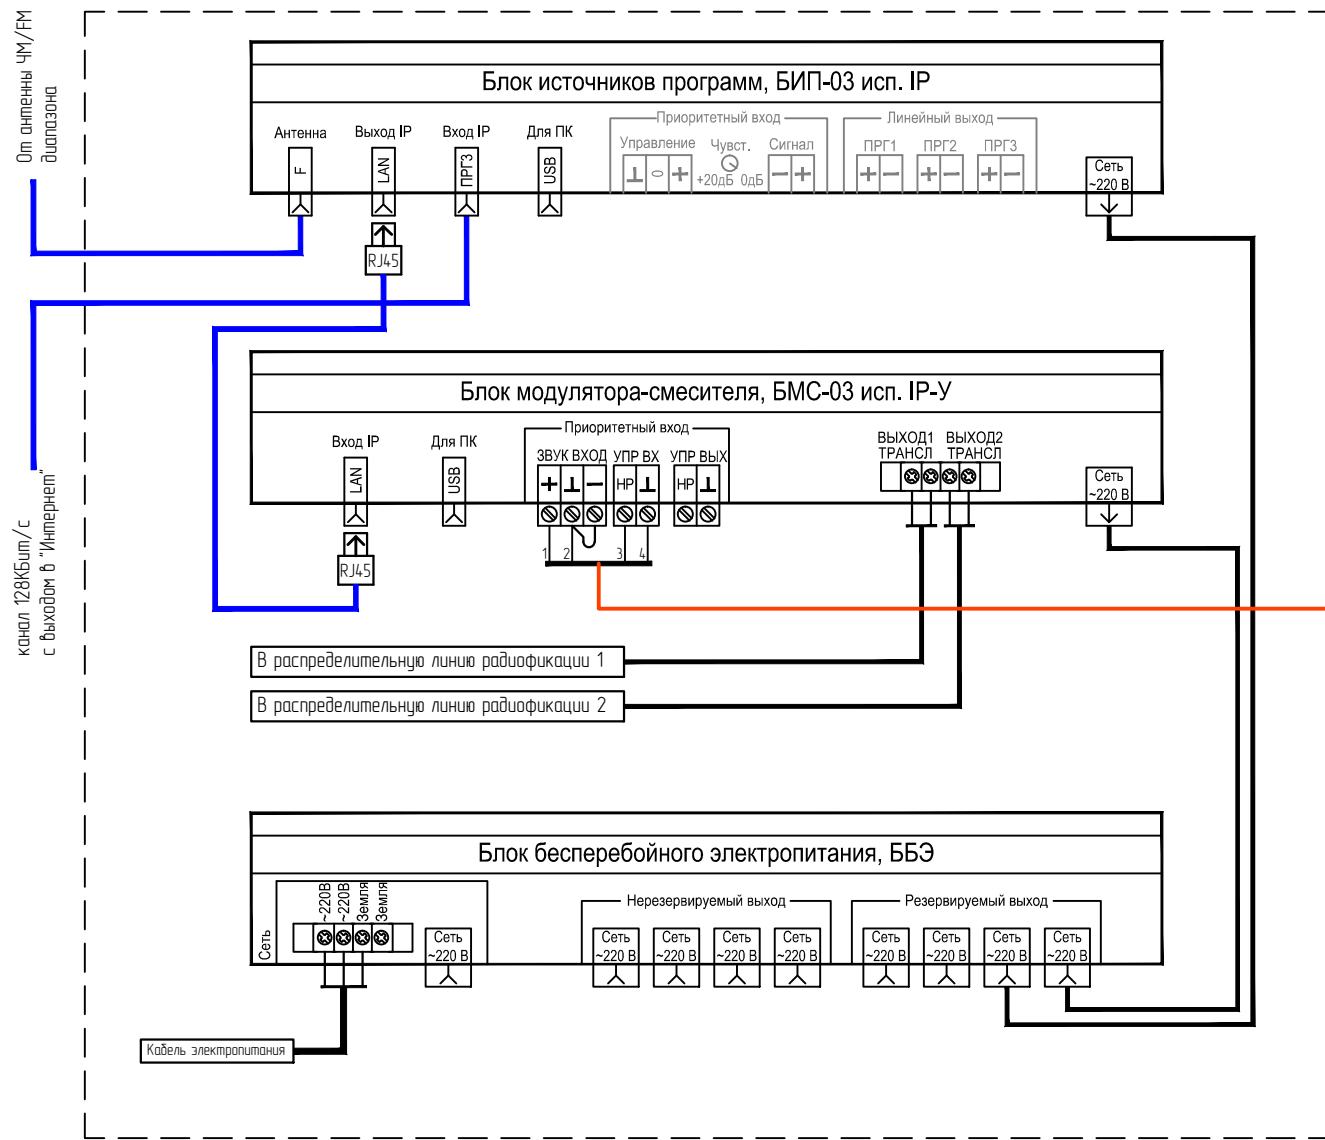 От антенны ЧМ/FM
диапазона
Блок источников программ, БИП-03 исп. IP
Антенна
Выход IP
Вход IP
Для ПК
F
LAN
ПРГ3
USB
Приоритетный вход
Управление
Чувст.
Сигнал
⊥ 0 +
+20дБ 0дБ
− +
Линейный выход
ПРГ1
ПРГ2
ПРГ3
+ −
+ −
+ −
Сеть
~220 В
RJ45
канал 128КБит/с
с выходом в "Интернет"
Блок модулятора-смесителя, БМС-03 исп. IP-У
Вход IP
Для ПК
LAN
USB
Приоритетный вход
ЗВУК ВХОД
УПР ВХ
УПР ВЫХ
+ ⊥ −
НР ⊥
НР ⊥
1
2
3
4
ВЫХОД1
ТРАНСЛ
ВЫХОД2
ТРАНСЛ
Сеть
~220 В
RJ45
В распределительную линию радиофикации 1
В распределительную линию радиофикации 2
Блок бесперебойного электропитания, ББЭ
Сеть
~220В
~220В
Земля
Земля
Сеть
~220 В
Нерезервируемый выход
Сеть
~220 В
Сеть
~220 В
Сеть
~220 В
Сеть
~220 В
Резервируемый выход
Сеть
~220 В
Сеть
~220 В
Сеть
~220 В
Сеть
~220 В
Кабель электропитания